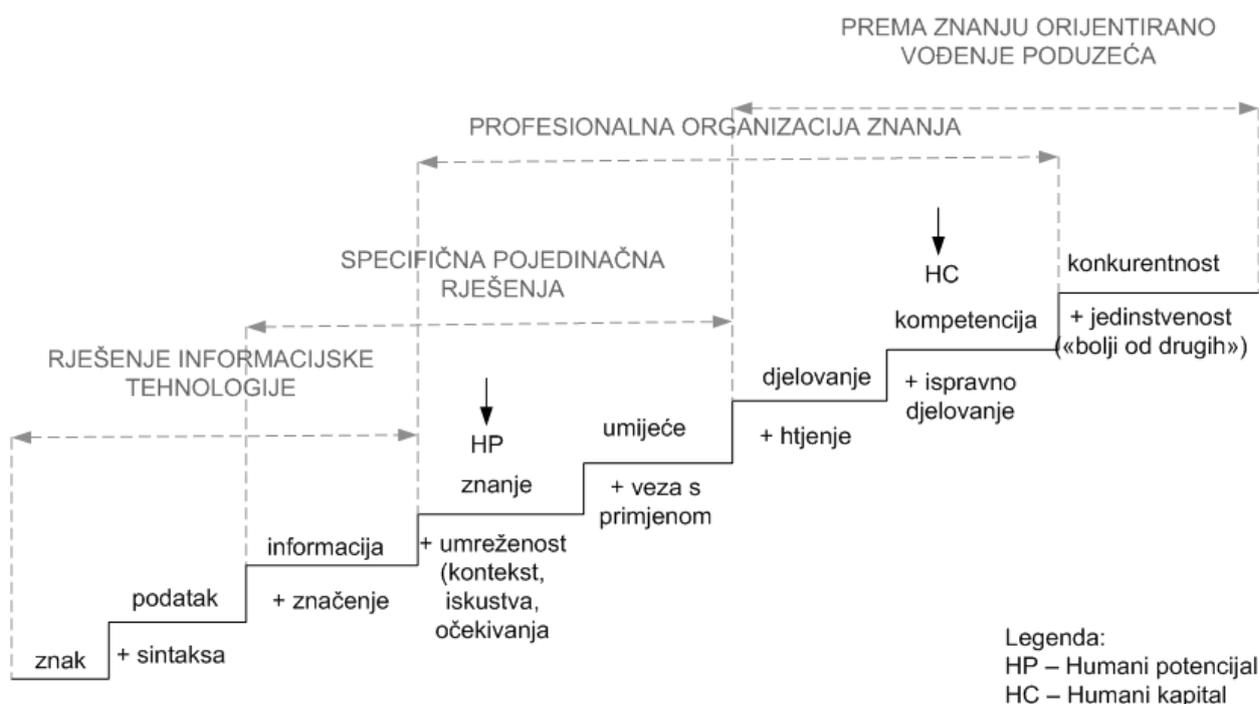 PREMA ZNANJU ORIJENTIRANO
VOĐENJE PODUZEĆA
PROFESIONALNA ORGANIZACIJA ZNANJA
SPECIFIČNA POJEDINAČNA
RJEŠENJA
RJEŠENJE INFORMACIJSKE
TEHNOLOGIJE
znak
podatak
+ sintaksa
informacija
+ značenje
HP
znanje
+ umreženost
(kontekst,
iskustva,
očekivanja
umijeće
+ veza s
primjenom
djelovanje
+ htjenje
HC
kompetencija
+ ispravno
djelovanje
konkurentnost
+ jedinstvenost
(«bolji od drugih»)
Legenda:
HP – Humani potencijal
HC – Humani kapital